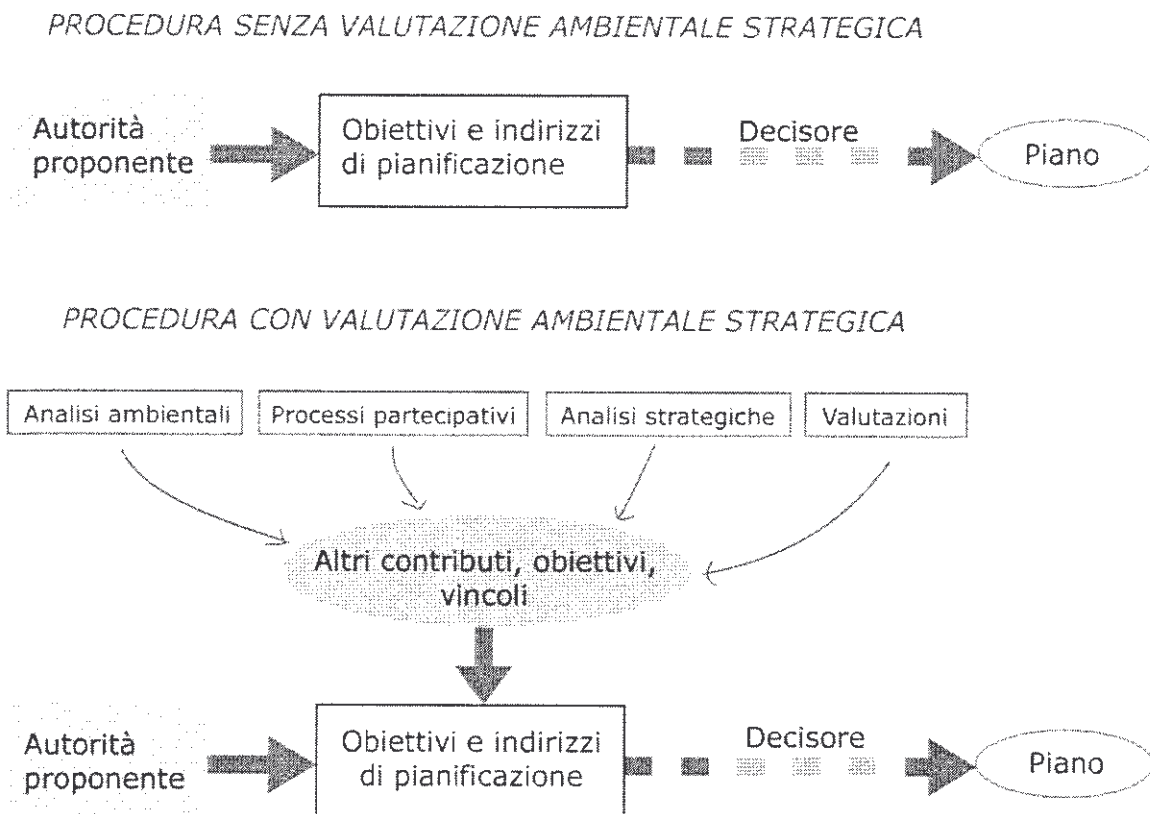 PROCEDURA SENZA VALUTAZIONE AMBIENTALE STRATEGICA
Autorità
proponente
Obiettivi e indirizzi
di pianificazione
Decisore
Piano
PROCEDURA CON VALUTAZIONE AMBIENTALE STRATEGICA
Analisi ambientali
Processi partecipativi
Analisi strategiche
Valutazioni
Altri contributi, obiettivi,
vincoli
Autorità
proponente
Obiettivi e indirizzi
di pianificazione
Decisore
Piano